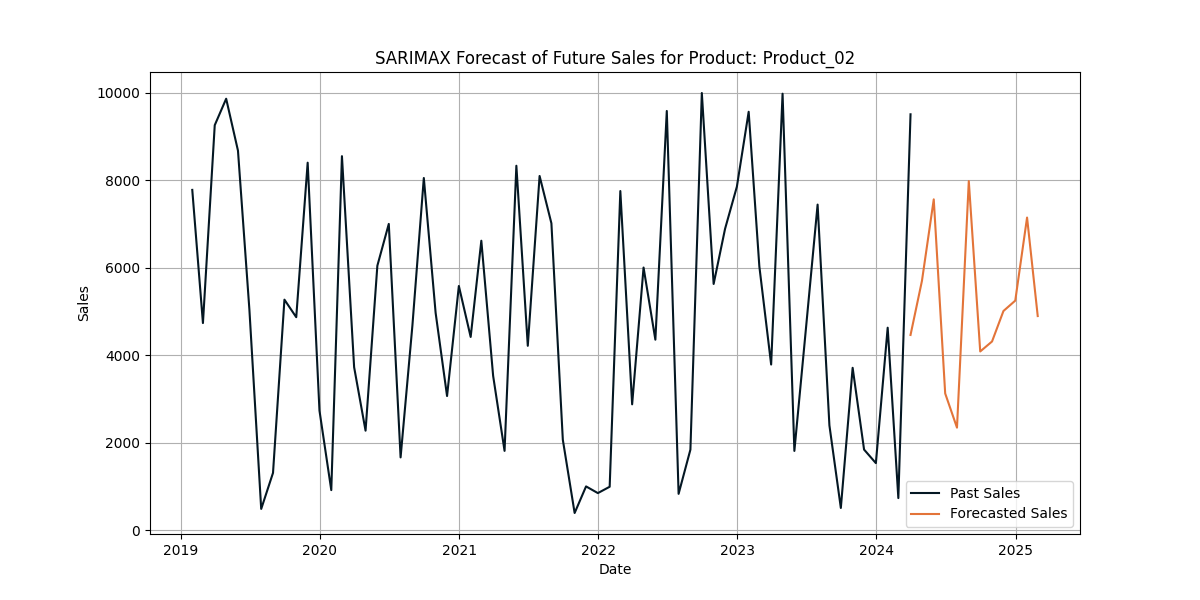 SARIMAX Forecast of Future Sales for Product: Product_02
Sales
10000
8000
6000
4000
2000
0
2019 2020 2021 2022 2023 2024 2025
Date
Past Sales
Forecasted Sales